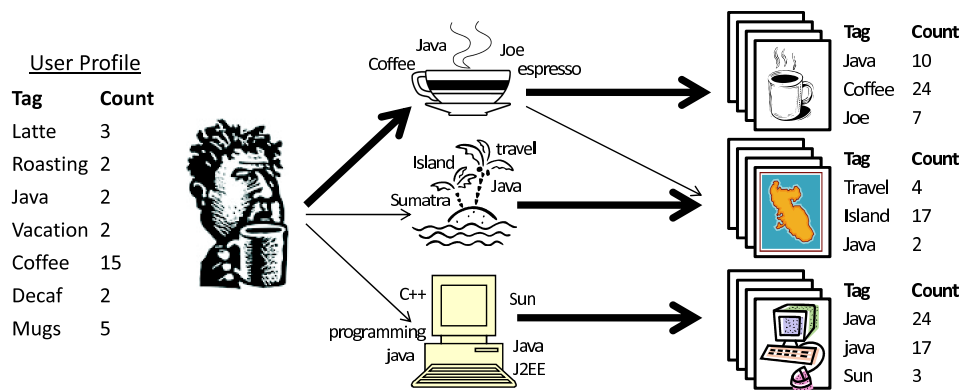 User Profile
Tag Count
Latte 3
Roasting 2
Java 2
Vacation 2
Coffee 15
Decaf 2
Mugs 5
Java Joe
Coffee espresso
Island travel
Sumatra Java
C++ Sun
programming
java Java
J2EE
Tag Count
Java 10
Coffee 24
Joe 7
Tag Count
Travel 4
Island 17
Java 2
Tag Count
Java 24
java 17
Sun 3